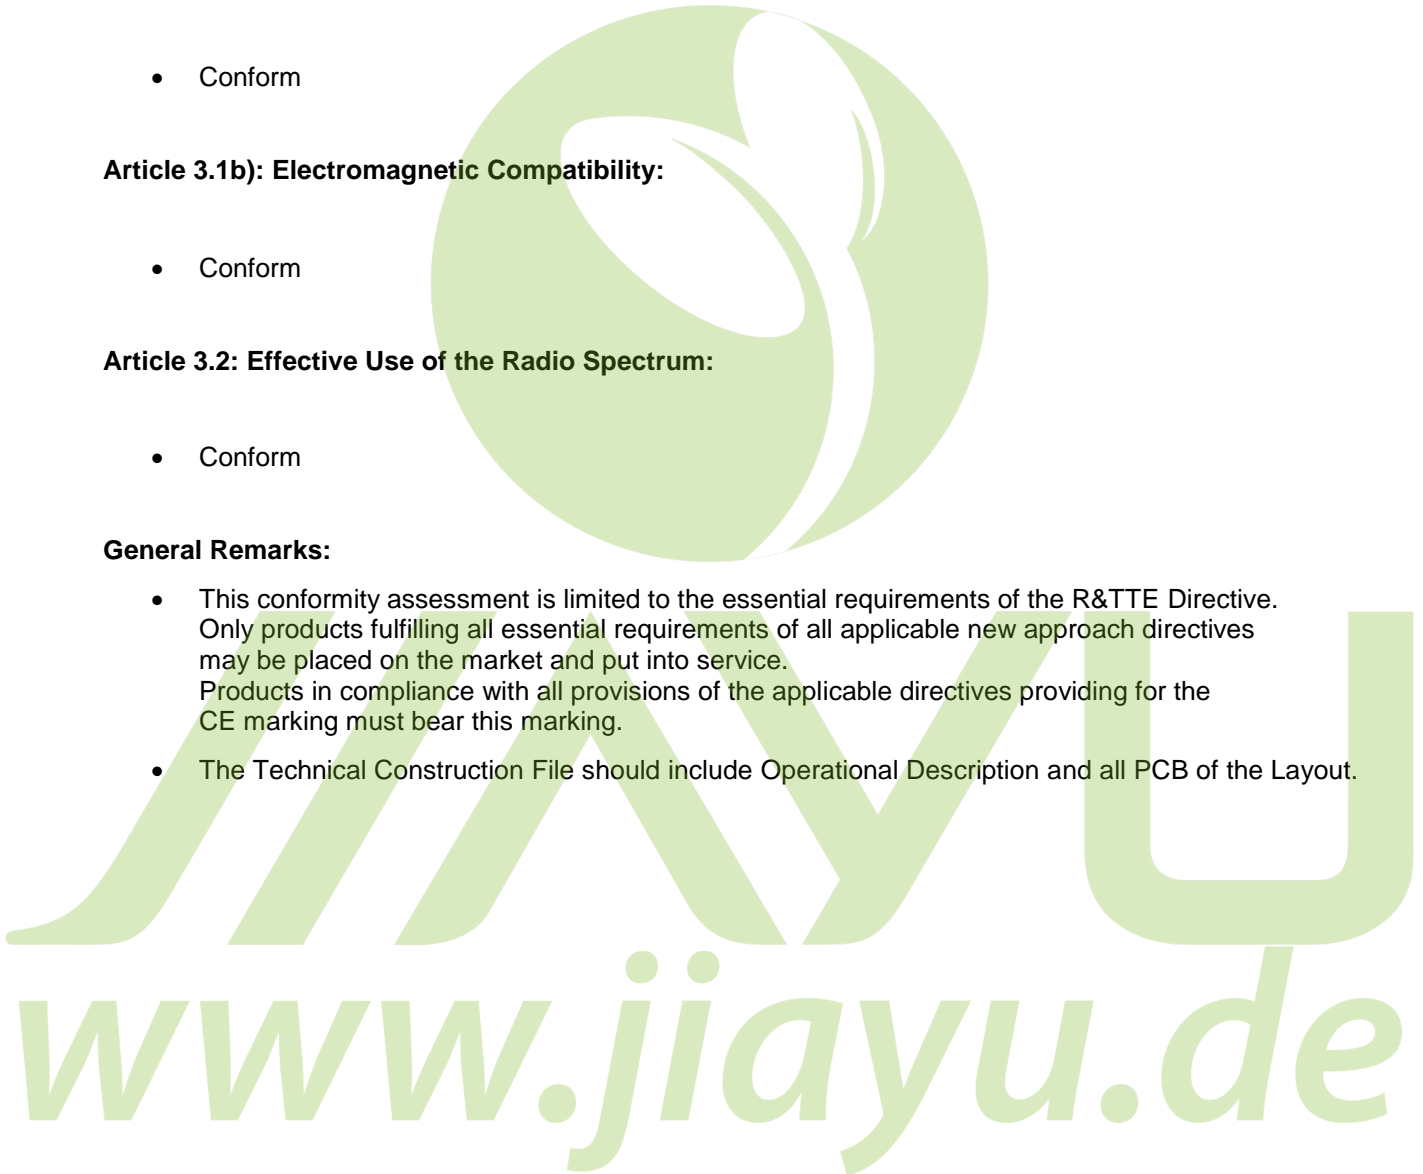 • Conform
Article 3.1b): Electromagnetic Compatibility:
• Conform
Article 3.2: Effective Use of the Radio Spectrum:
• Conform
General Remarks:
• This conformity assessment is limited to the essential requirements of the R&TTE Directive.
Only products fulfilling all essential requirements of all applicable new approach directives
may be placed on the market and put into service.
Products in compliance with all provisions of the applicable directives providing for the
CE marking must bear this marking.
• The Technical Construction File should include Operational Description and all PCB of the Layout.
JIAYU
www.jiayu.de